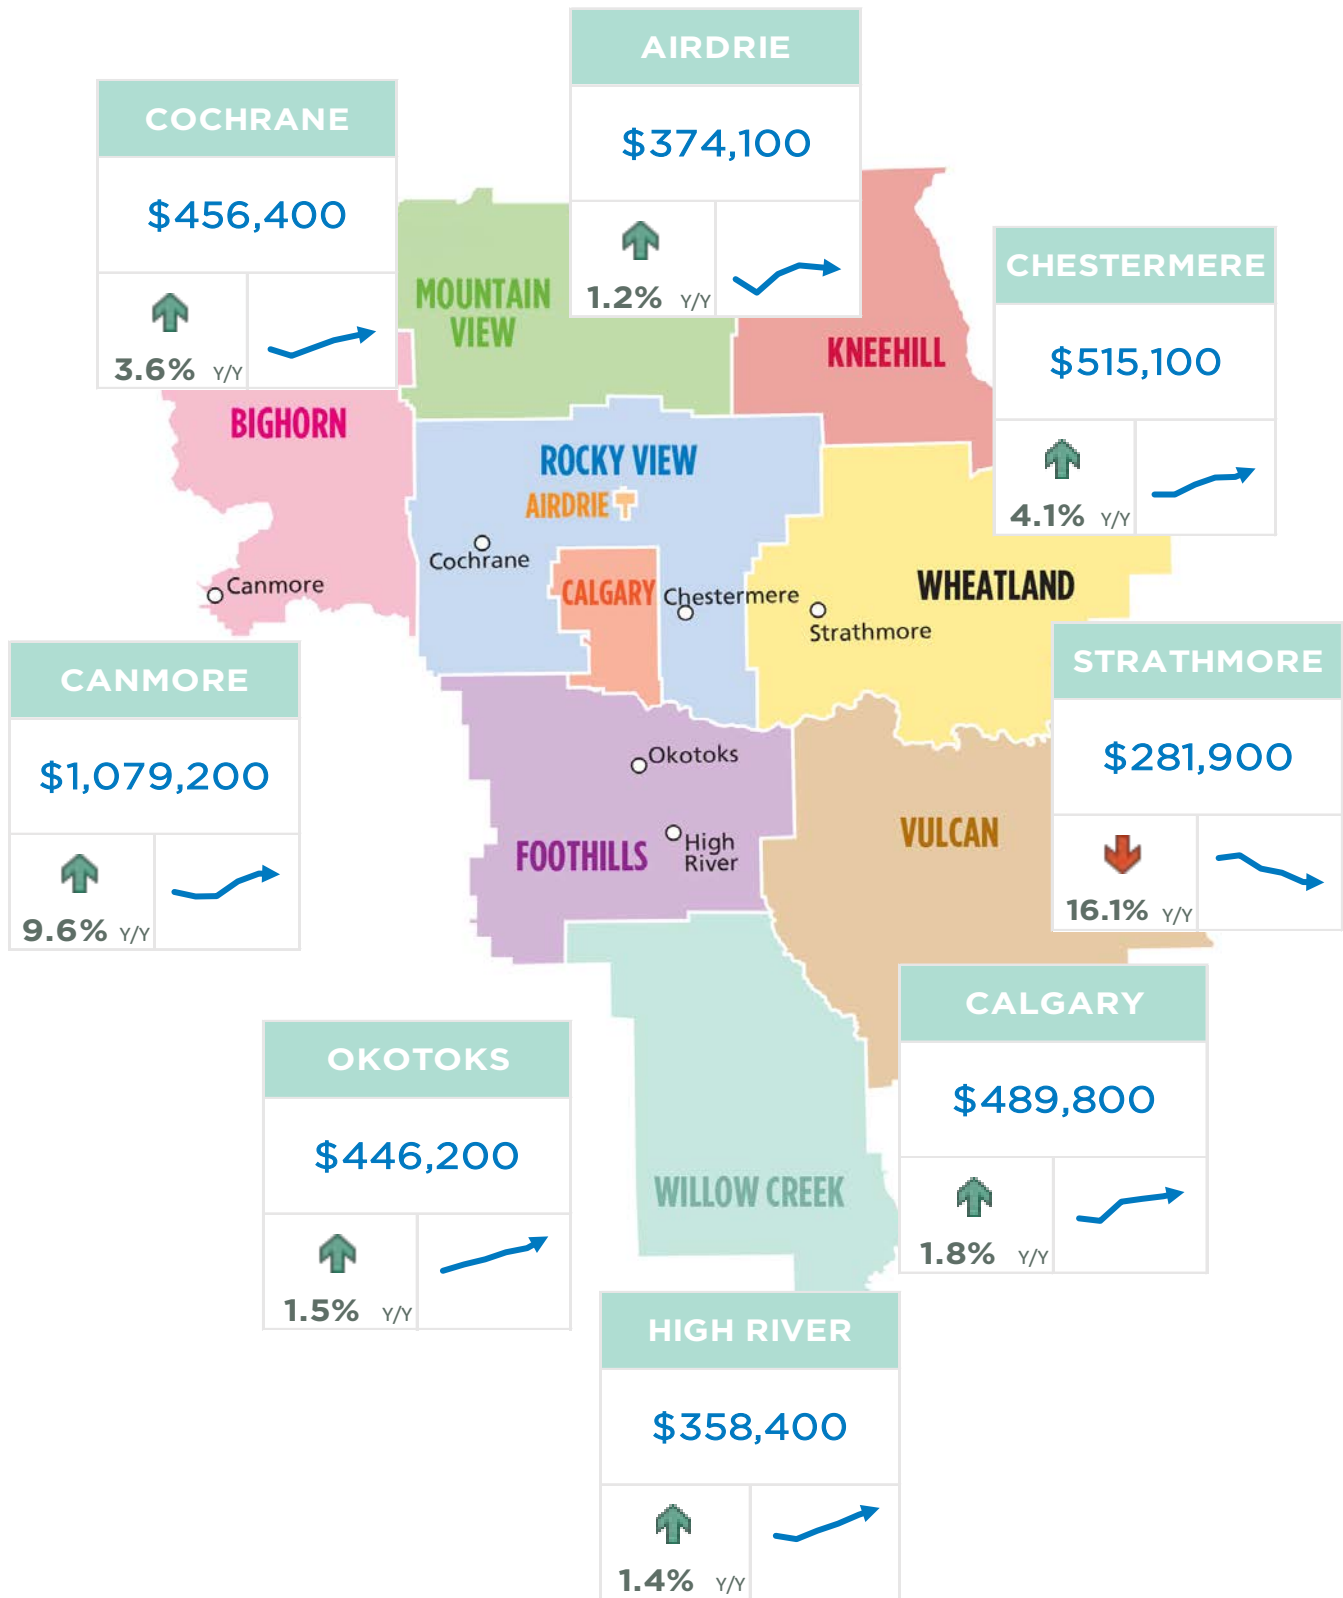 AIRDRIE
$374,100
1.2% Y/Y
COCHRANE
$456,400
3.6% Y/Y
CHESTERMERE
$515,100
4.1% Y/Y
MOUNTAIN
VIEW
KNEEHILL
BIGHORN
ROCKY VIEW
AIRDRIE
Cochrane
Canmore
CALGARY
Chestermere
WHEATLAND
Strathmore
CANMORE
$1,079,200
9.6% Y/Y
STRATHMORE
$281,900
16.1% Y/Y
Okotoks
High
River
FOOTHILLS
VULCAN
CALGARY
$489,800
1.8% Y/Y
OKOTOKS
$446,200
1.5% Y/Y
WILLOW CREEK
HIGH RIVER
$358,400
1.4% Y/Y